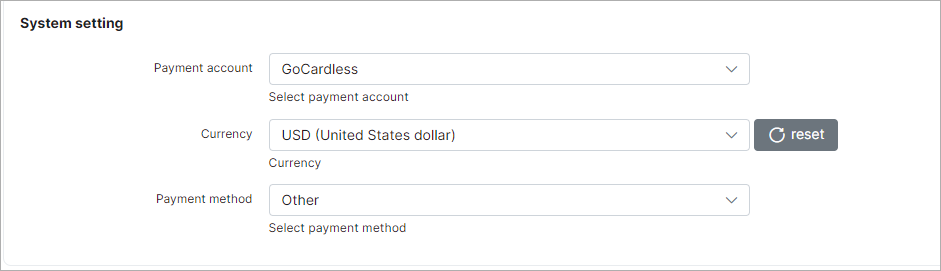 System setting
Payment account
GoCardless
Select payment account
Currency
USD (United States dollar)
reset
Currency
Payment method
Other
Select payment method